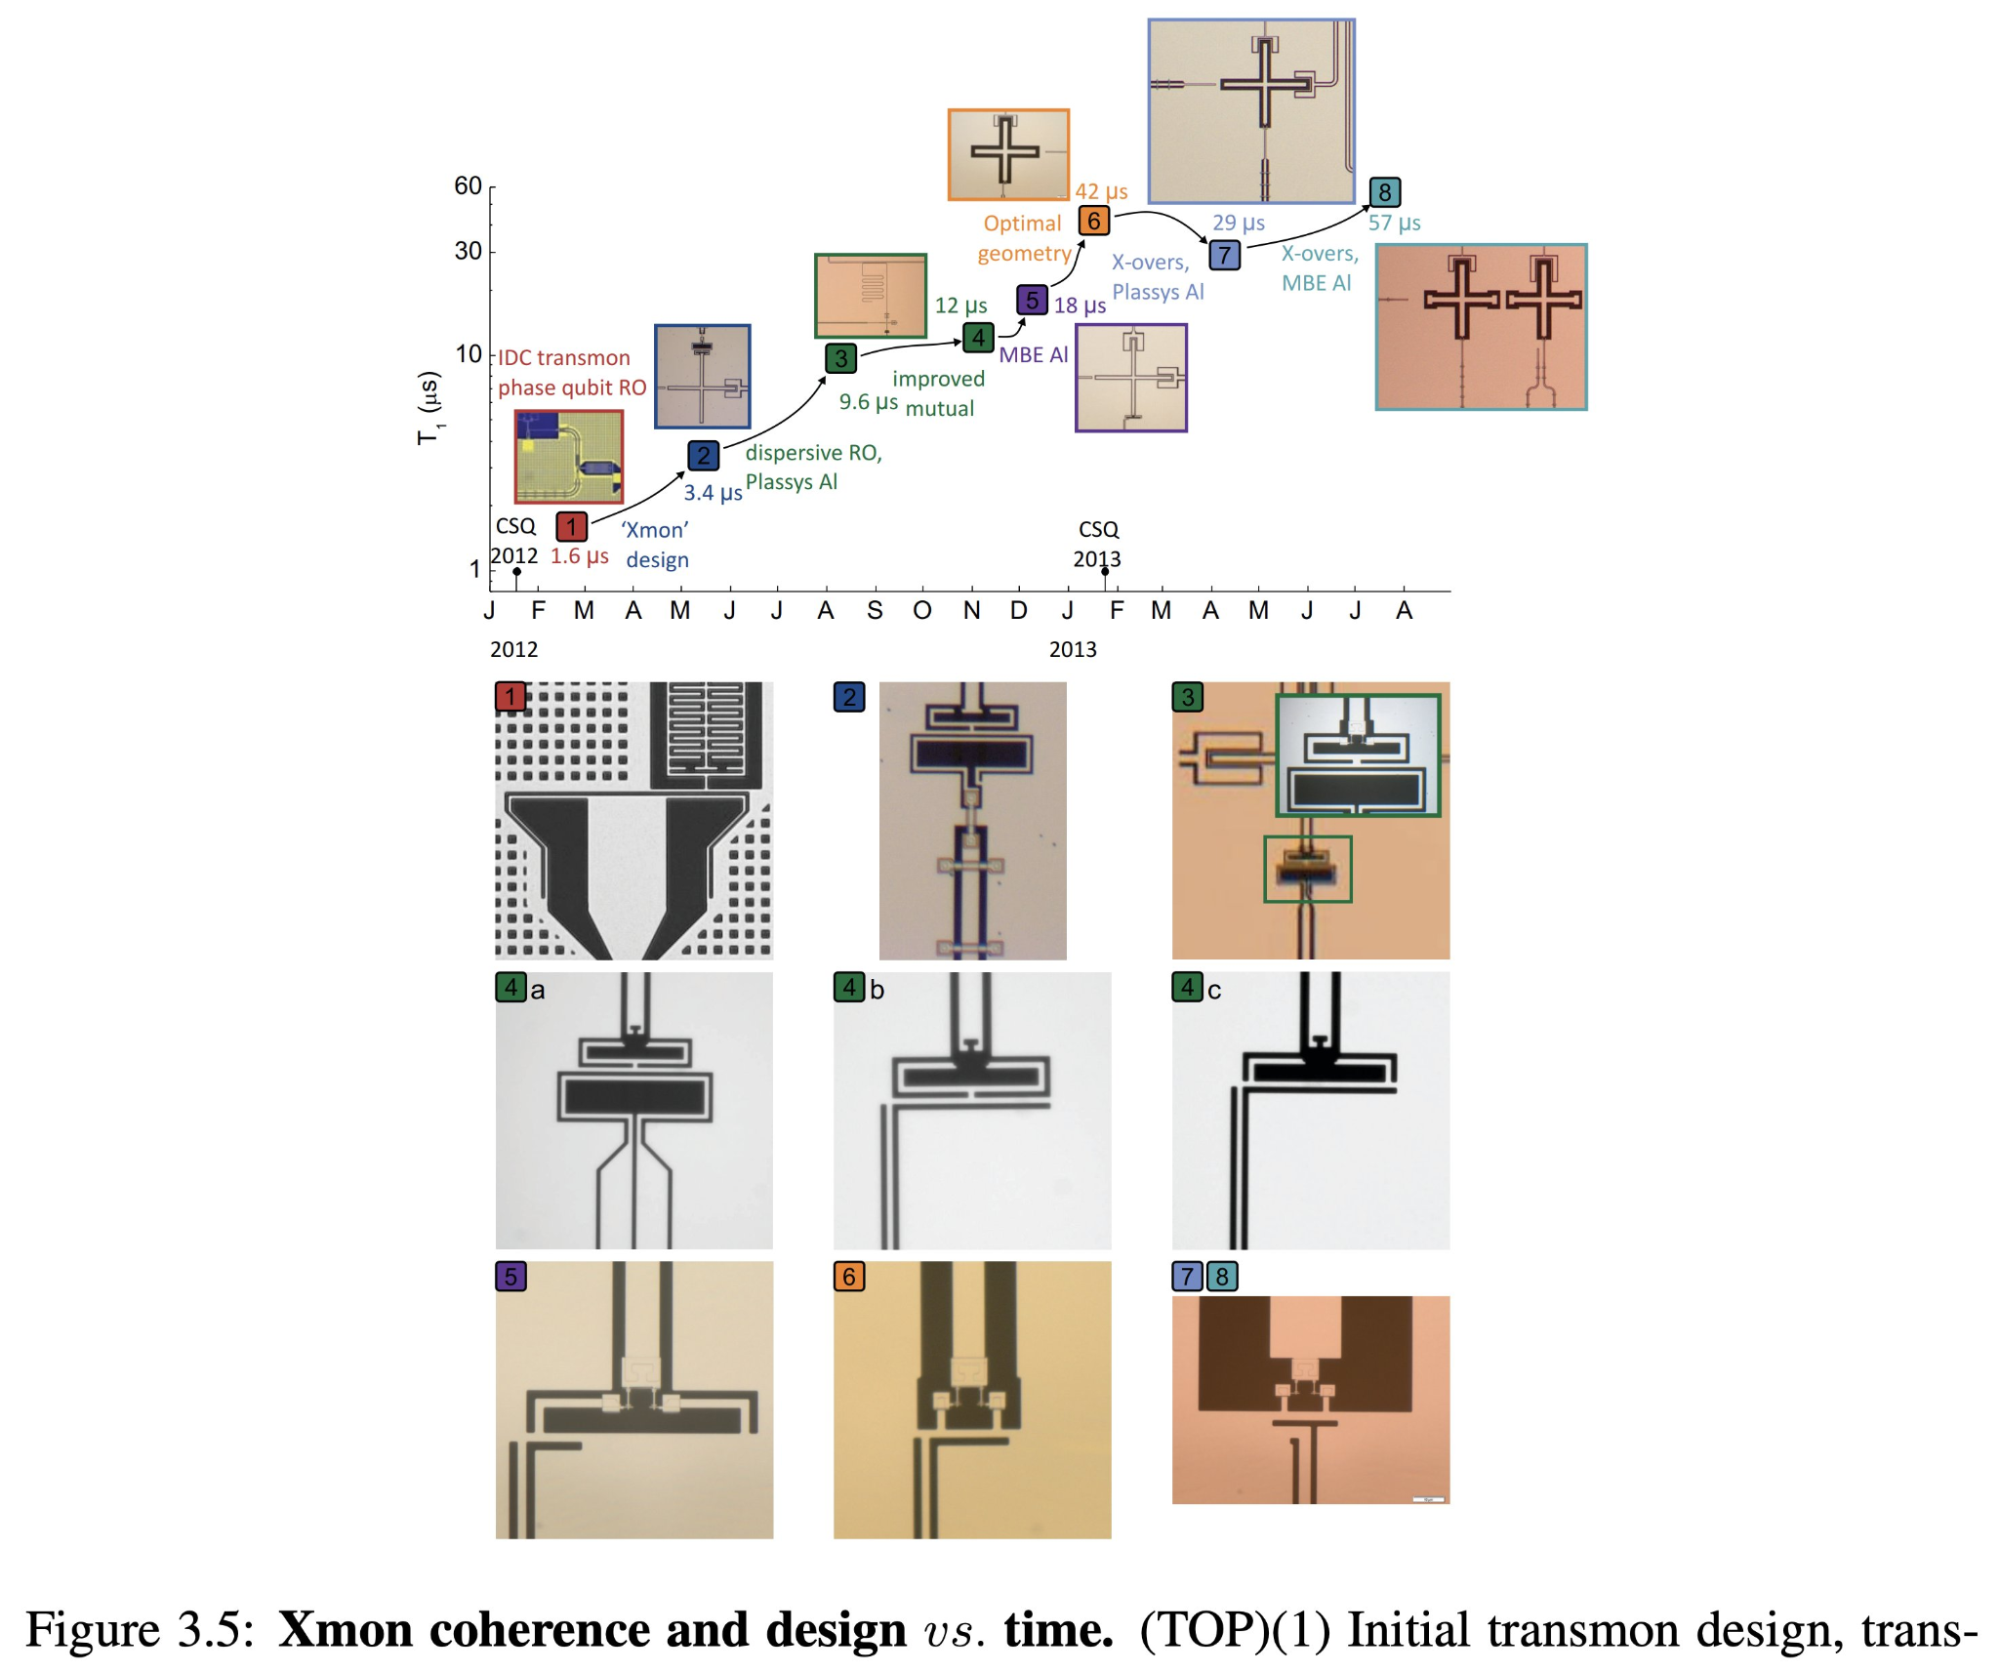 42 µs
60
6
8
Optimal
geometry
29 µs
57 µs
30
7
X-overs,
Plassys Al
X-overs,
MBE Al
12 µs
5
18 µs
4
MBE Al
10
IDC transmon
phase qubit RO
3
9.6 µs
improved
mutual
T1 (µs)
2
3.4 µs
dispersive RO,
Plassys Al
CSQ
2012
1
1.6 µs
‘Xmon’
design
CSQ
2013
1
J F M A M J J A S O N D J F M A M J J A
2012 2013
1 2 3
4 a 4 b 4 c
5 6 7 8
Figure 3.5: Xmon coherence and design vs. time. (TOP)(1) Initial transmon design, trans-